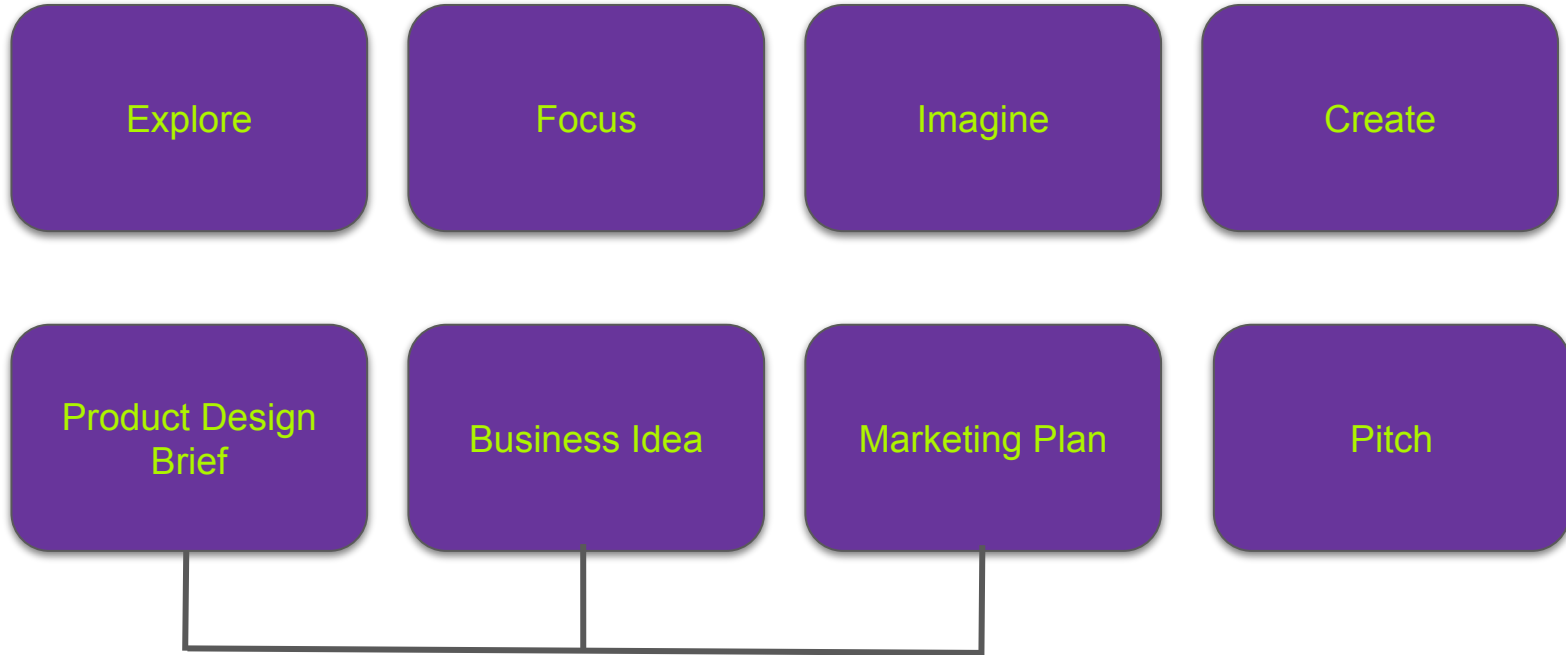 Explore
Focus
Imagine
Create
Product Design
Brief
Business Idea
Marketing Plan
Pitch